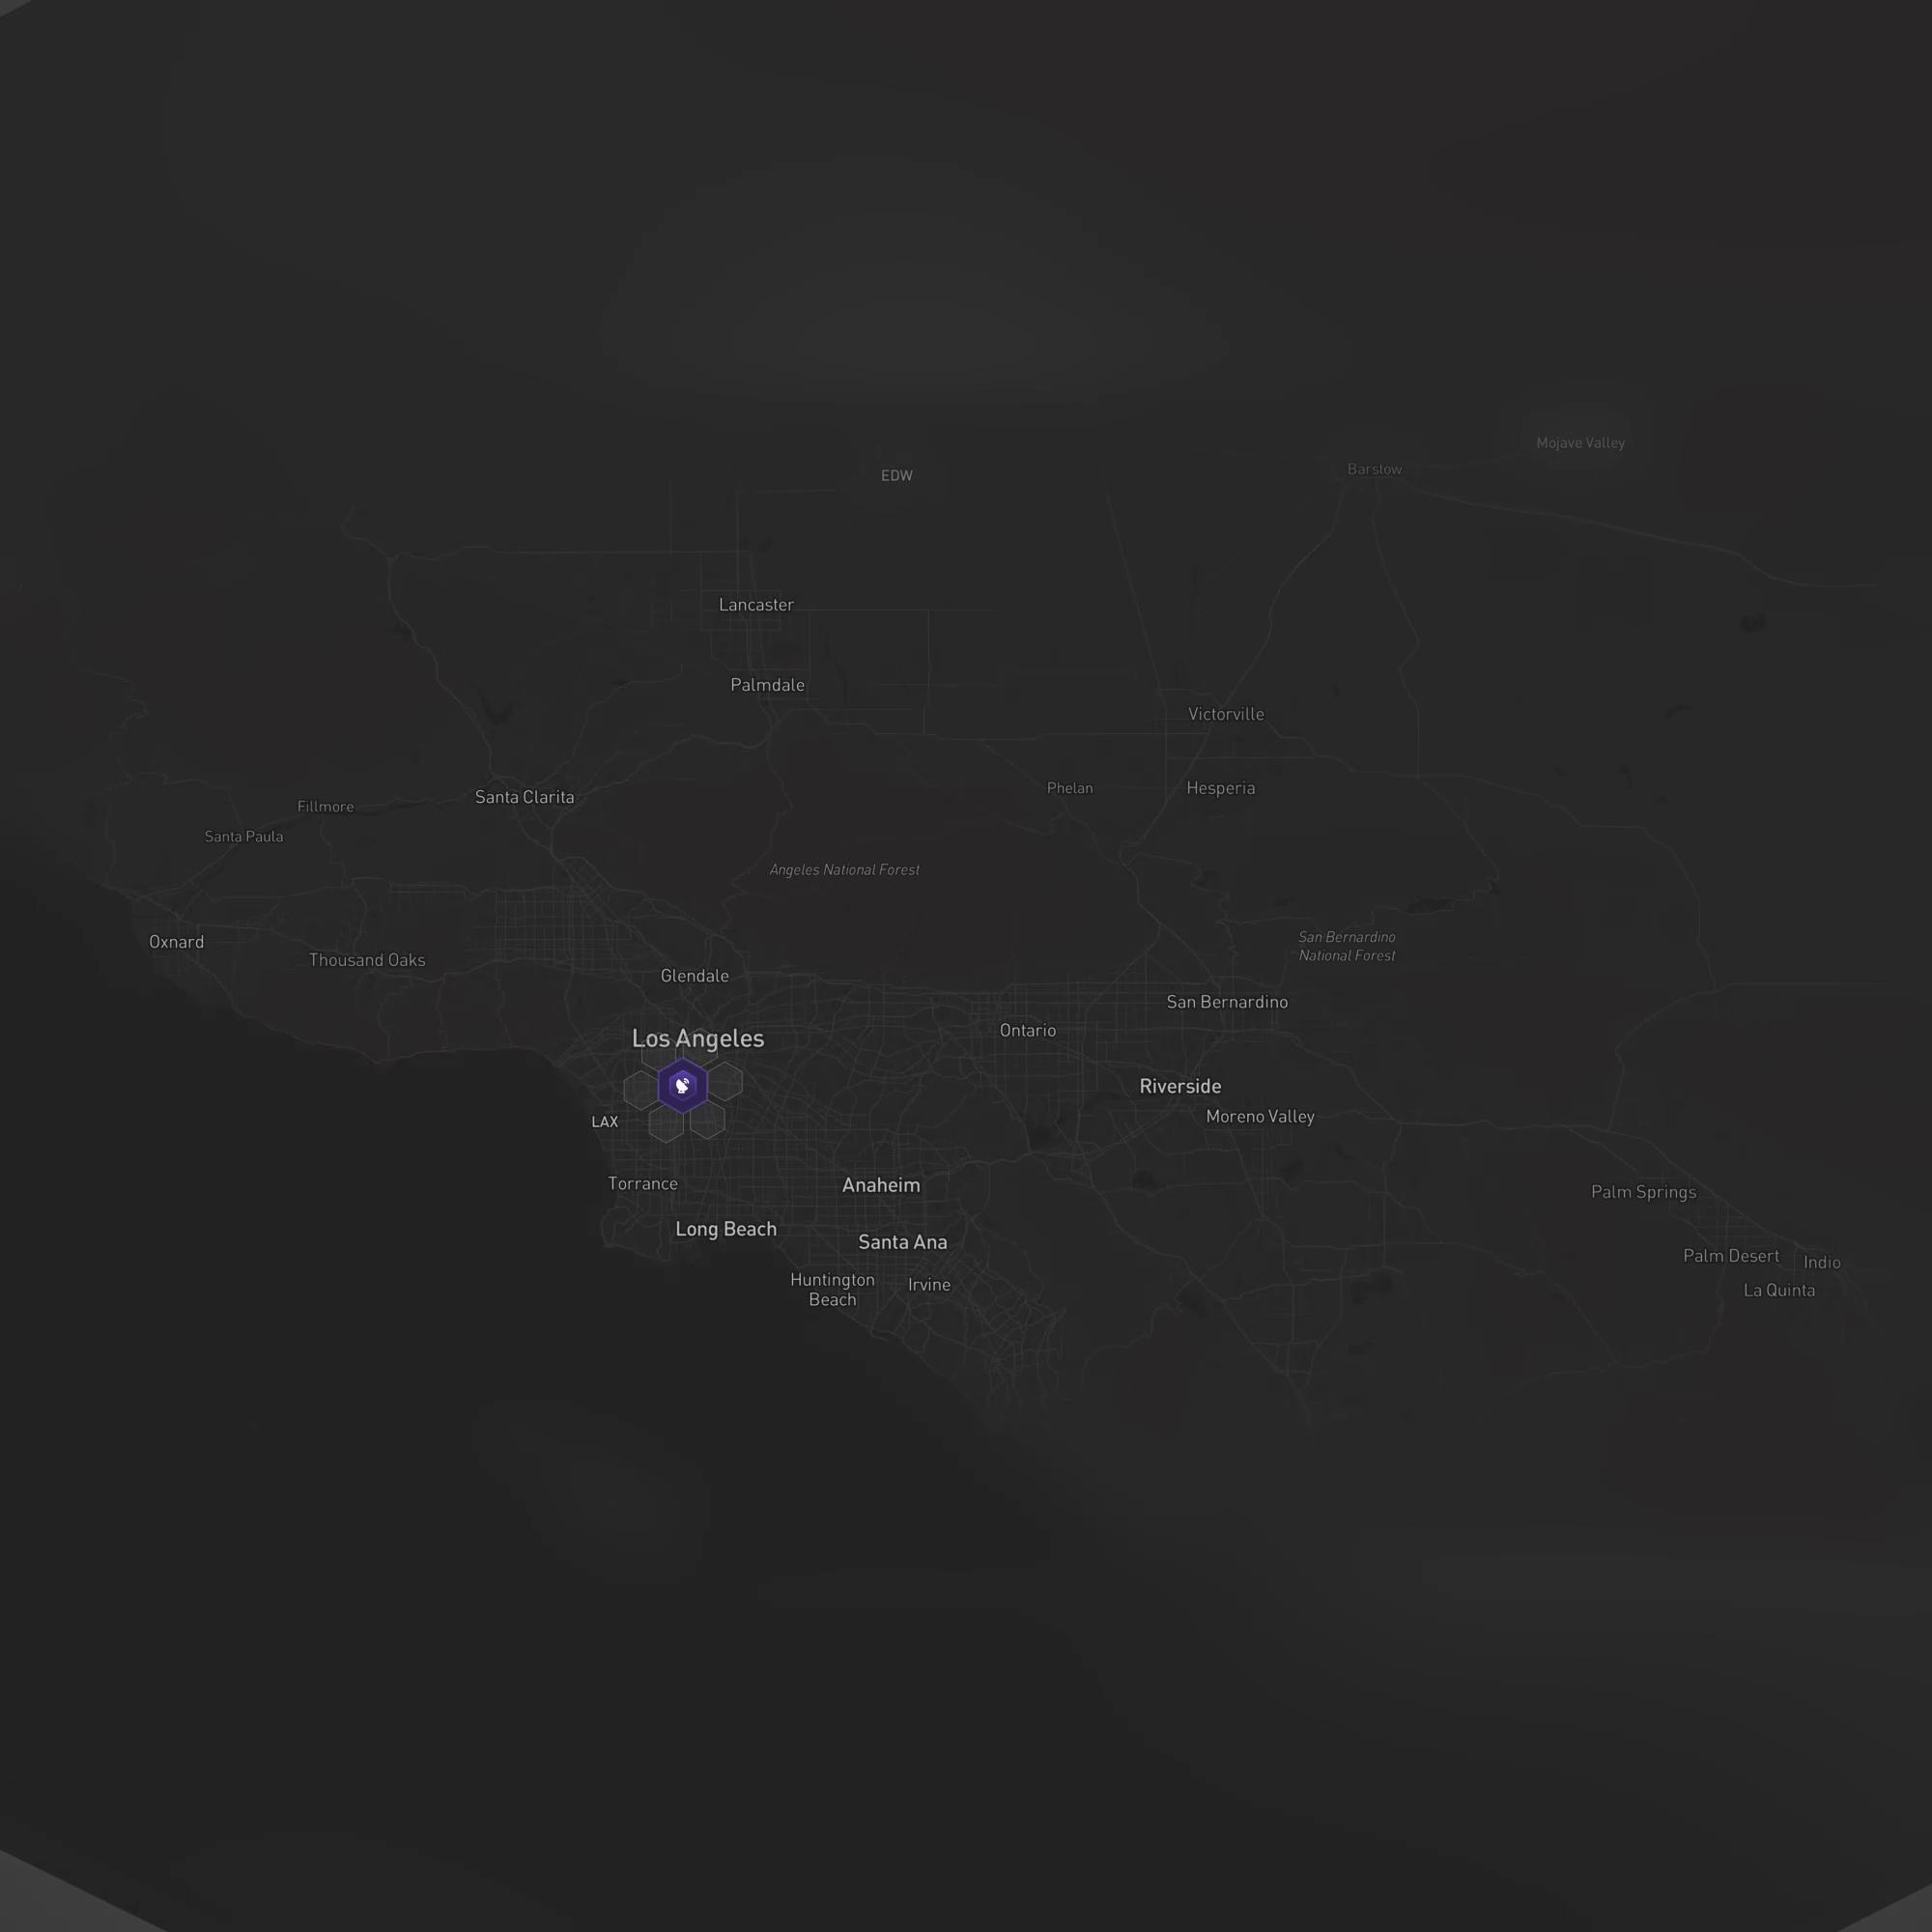 Mojave Valley
Barstow
EDW
Lancaster
Palmdale
Victorville
Phelan
Hesperia
Santa Clarita
Fillmore
Santa Paula
Angeles National Forest
San Bernardino
National Forest
Oxnard
Thousand Oaks
Glendale
San Bernardino
Ontario
Los Angeles
Riverside
Moreno Valley
LAX
Torrance
Anaheim
Palm Springs
Long Beach
Santa Ana
Palm Desert
Indio
Huntington
Beach
Irvine
La Quinta